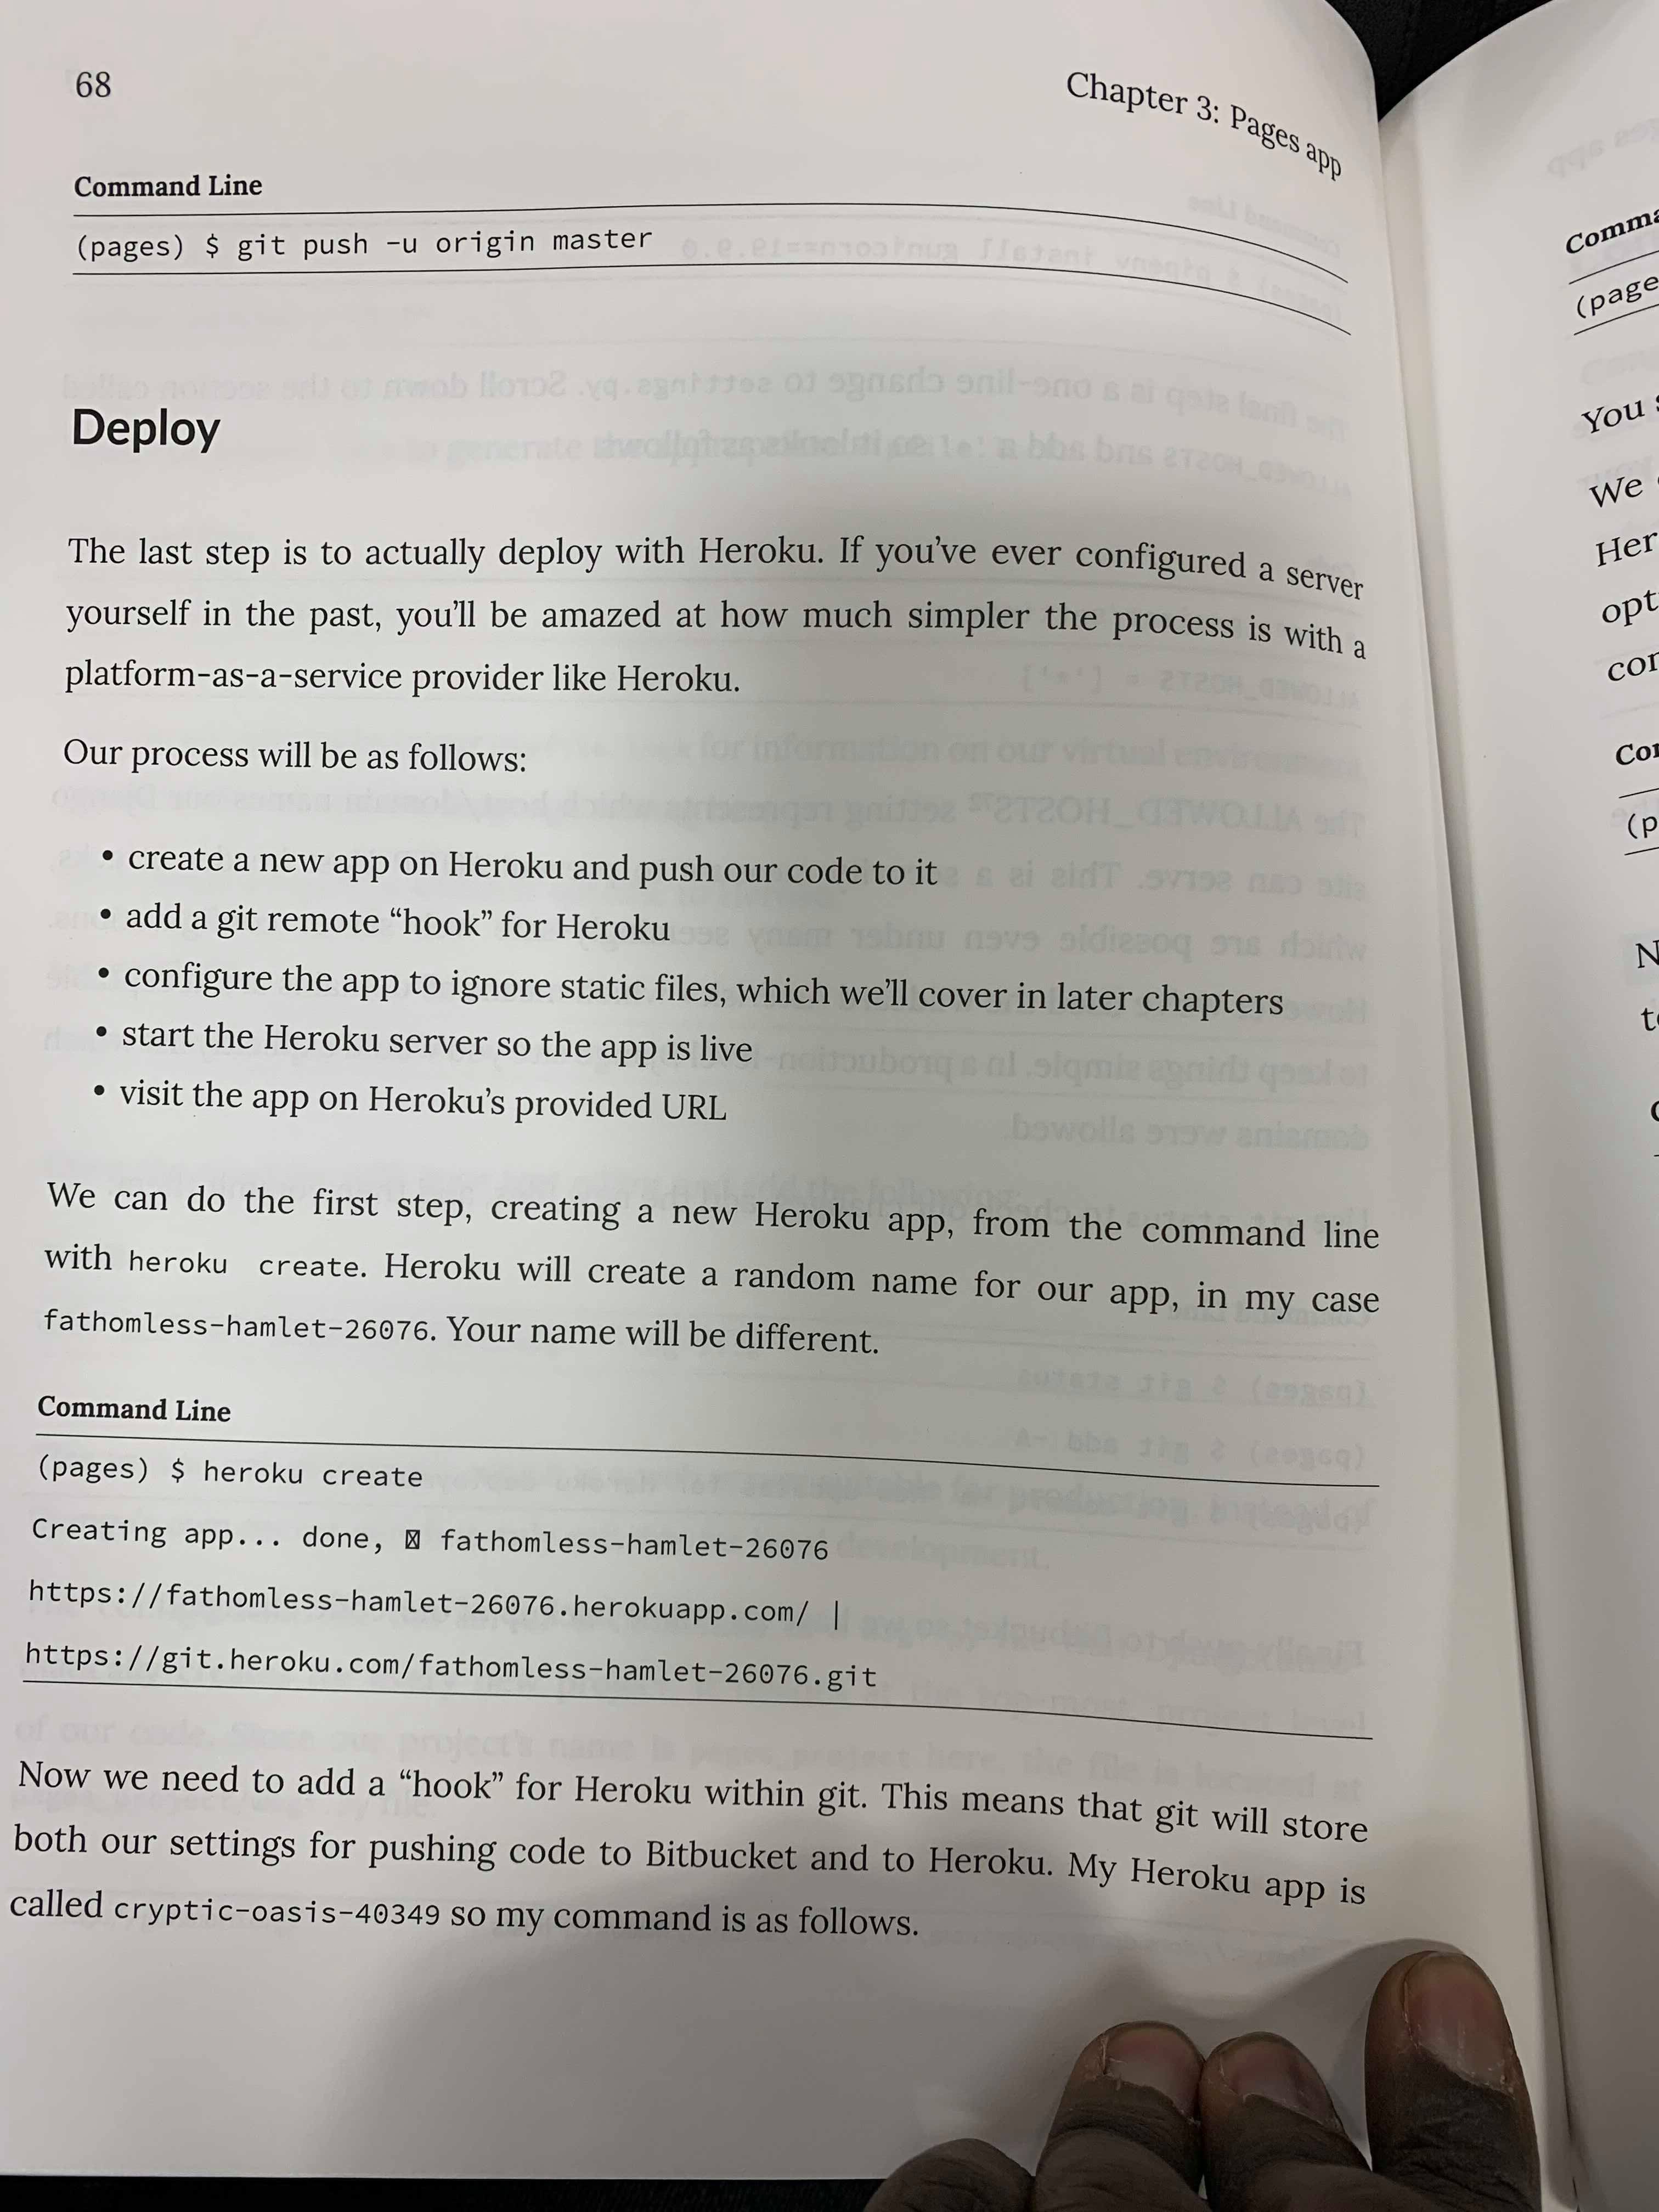 68
Chapter 3: Pages app
Command Line
(pages) $ git push -u origin master
Deploy
The last step is to actually deploy with Heroku. If you’ve ever configured a server
yourself in the past, you’ll be amazed at how much simpler the process is with a
platform-as-a-service provider like Heroku.
Our process will be as follows:
• create a new app on Heroku and push our code to it
• add a git remote “hook” for Heroku
• configure the app to ignore static files, which we’ll cover in later chapters
• start the Heroku server so the app is live
• visit the app on Heroku’s provided URL
We can do the first step, creating a new Heroku app, from the command line
with heroku create. Heroku will create a random name for our app, in my case
fathomless-hamlet-26076. Your name will be different.
Command Line
(pages) $ heroku create
Creating app... done, ⌧ fathomless-hamlet-26076
https://fathomless-hamlet-26076.herokuapp.com/ |
https://git.heroku.com/fathomless-hamlet-26076.git
Now we need to add a “hook” for Heroku within git. This means that git will store
both our settings for pushing code to Bitbucket and to Heroku. My Heroku app is
called cryptic-oasis-40349 so my command is as follows.
You
We